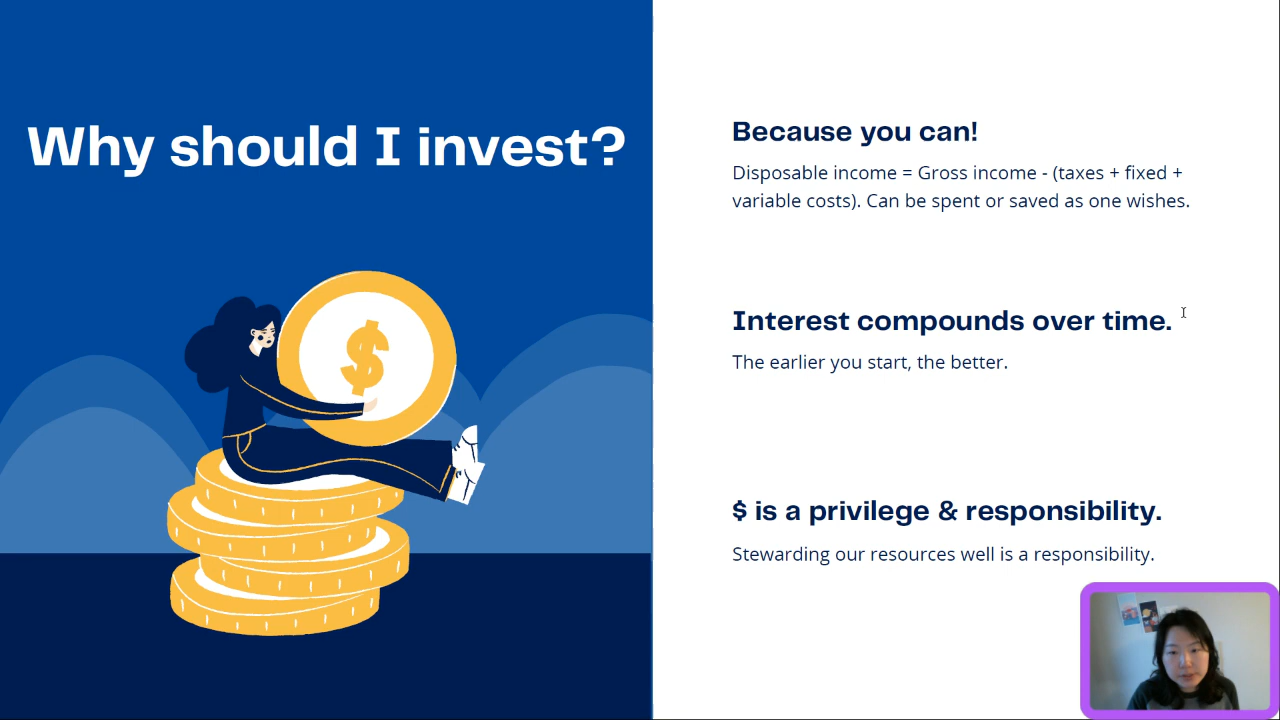 Why should I invest?
$
Because you can!
Disposable income = Gross income - (taxes + fixed +
variable costs). Can be spent or saved as one wishes.
Interest compounds over time.
The earlier you start, the better.
$ is a privilege & responsibility.
Stewarding our resources well is a responsibility.